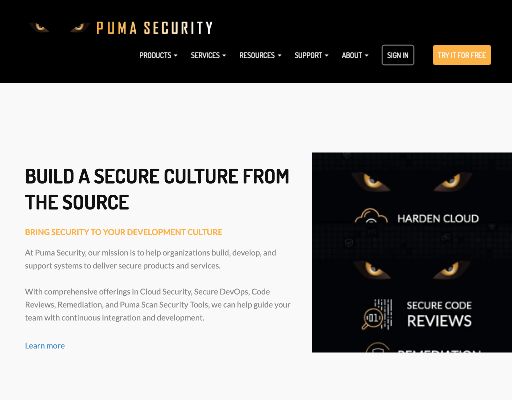 PUMA SECURITY
PRODUCTS SERVICES RESOURCES SUPPORT ABOUT SIGN IN TRY IT FOR FREE
BUILD A SECURE CULTURE FROM
THE SOURCE
BRING SECURITY TO YOUR DEVELOPMENT CULTURE
At Puma Security, our mission is to help organizations build, develop, and
support systems to deliver secure products and services.
With comprehensive offerings in Cloud Security, Secure DevOps, Code
Reviews, Remediation, and Puma Scan Security Tools, we can help guide your
team with continuous integration and development.
Learn more
HARDEN CLOUD
SECURE CODE
REVIEWS
REMEDIATION